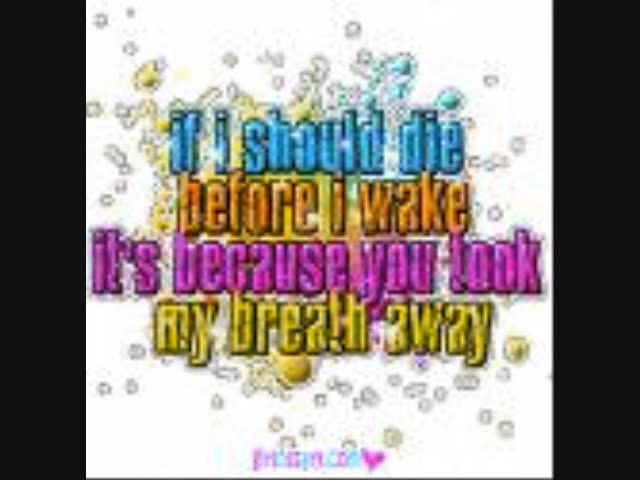 if i should die
before i wake
it's because you took
my breath away